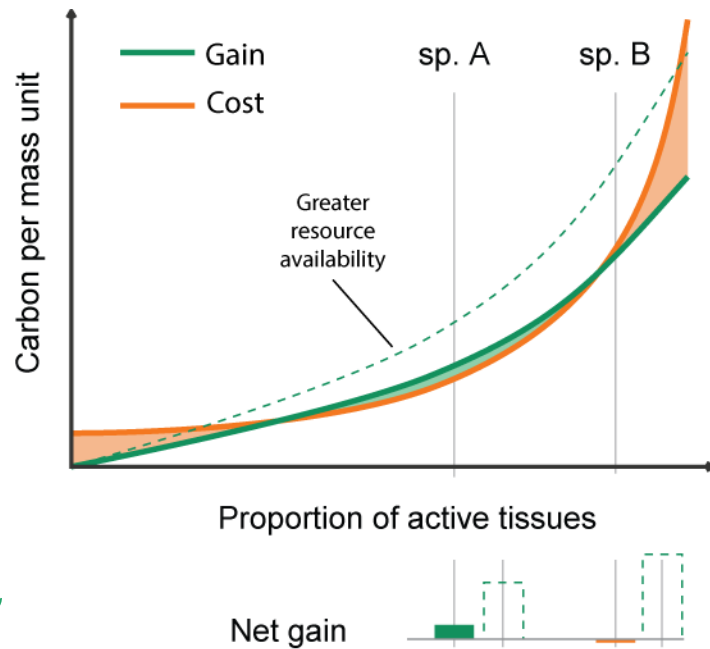 Gain
Cost
sp. A
sp. B
Greater
resource
availability
Carbon per mass unit
Proportion of active tissues
Net gain